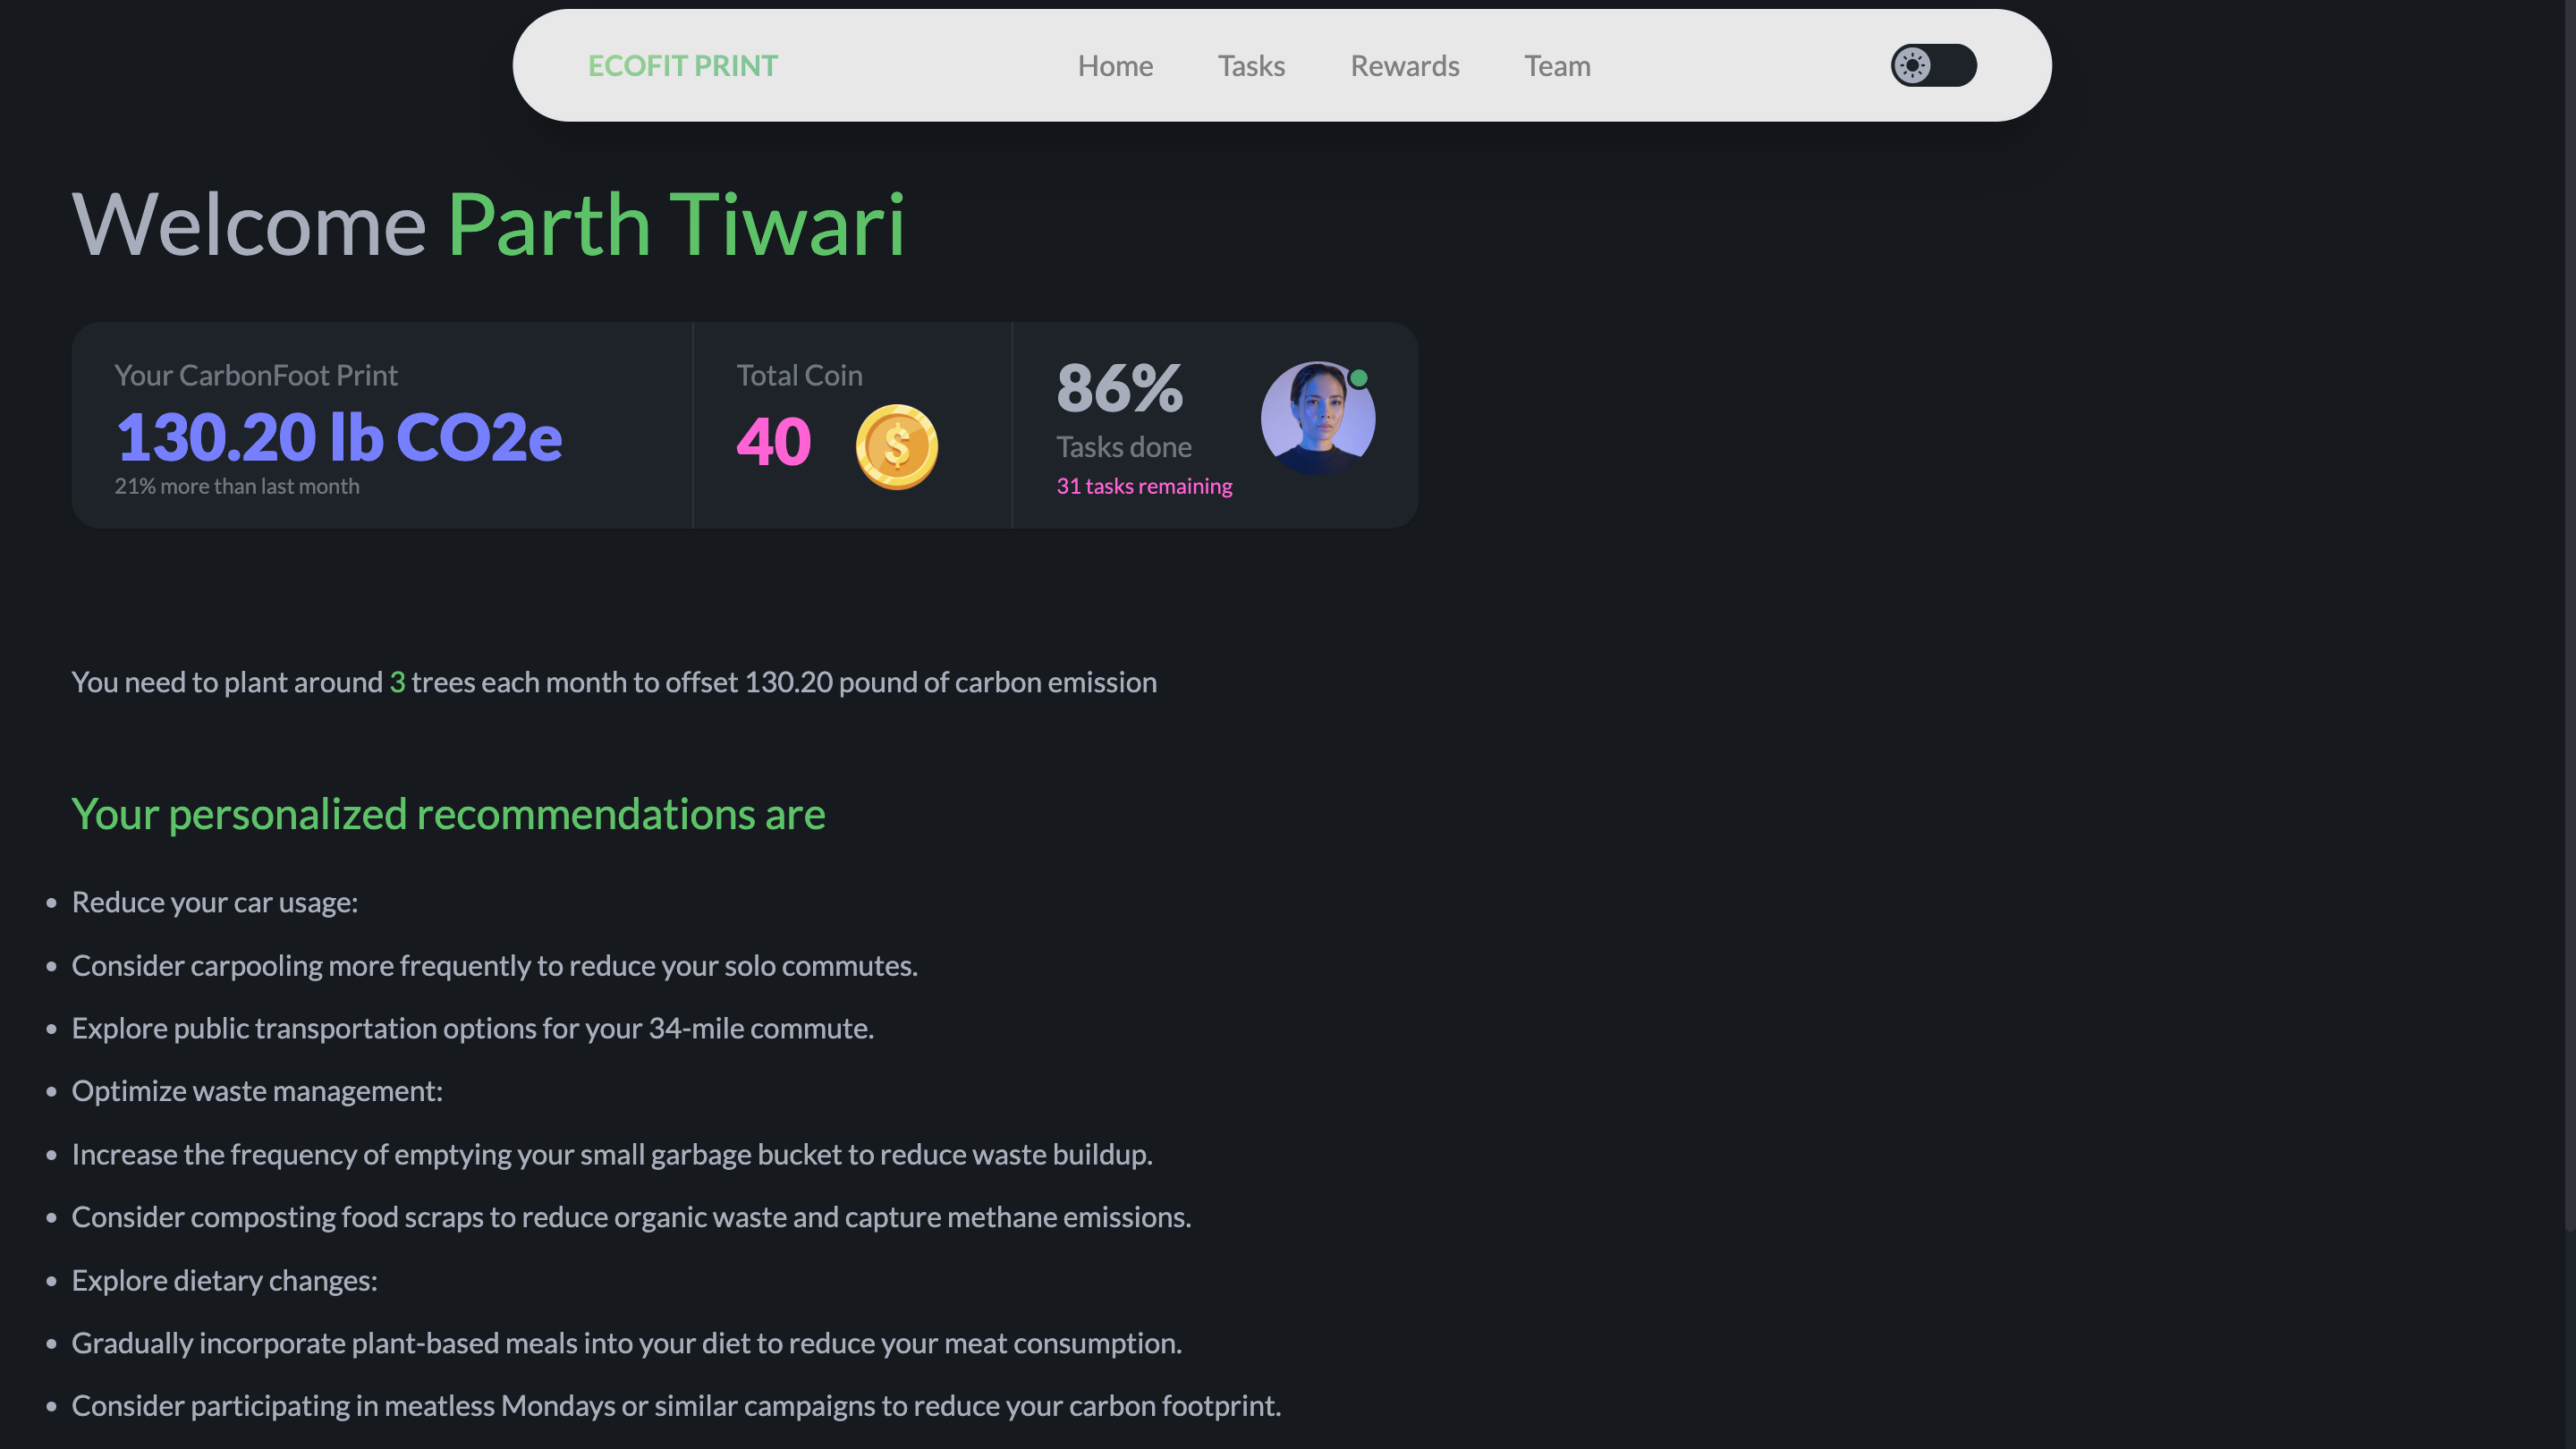 ECOFIT PRINT
Home
Tasks
Rewards
Team
Welcome Parth Tiwari
Your CarbonFoot Print
130.20 lb CO2e
21% more than last month
Total Coin
40
$
86%
Tasks done
31 tasks remaining
You need to plant around 3 trees each month to offset 130.20 pound of carbon emission
Your personalized recommendations are
• Reduce your car usage:
• Consider carpooling more frequently to reduce your solo commutes.
• Explore public transportation options for your 34-mile commute.
• Optimize waste management:
• Increase the frequency of emptying your small garbage bucket to reduce waste buildup.
• Consider composting food scraps to reduce organic waste and capture methane emissions.
• Explore dietary changes:
• Gradually incorporate plant-based meals into your diet to reduce your meat consumption.
• Consider participating in meatless Mondays or similar campaigns to reduce your carbon footprint.